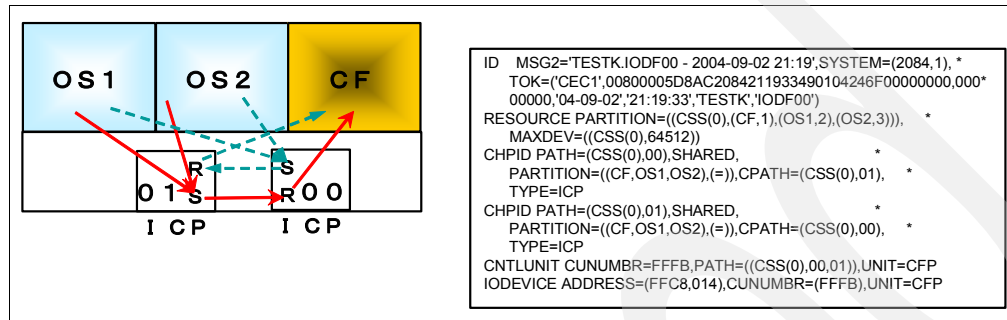 OS1 OS2 CF
R S
01 S R 00
ICP ICP
ID MSG2='TESTK.IODF00 - 2004-09-02 21:19',SYSTEM=(2084,1), *
TOK=('CEC1',00800005D8AC2084211933490104246F00000000,000*
00000,'04-09-02','21:19:33','TESTK','IODF00')
RESOURCE PARTITION=((CSS(0),(CF,1),(OS1,2),(OS2,3))), *
MAXDEV=((CSS(0),64512))
CHPID PATH=(CSS(0),00),SHARED, *
PARTITION=((CF,OS1,OS2),(=)),CPATH=(CSS(0),01), *
TYPE=ICP
CHPID PATH=(CSS(0),01),SHARED, *
PARTITION=((CF,OS1,OS2),(=)),CPATH=(CSS(0),00), *
TYPE=ICP
CNTLUNIT CUNUMBR=FFFB,PATH=((CSS(0),00,01)),UNIT=CFP
IODEVICE ADDRESS=(FFC8,014),CUNUMBR=(FFFB),UNIT=CFP